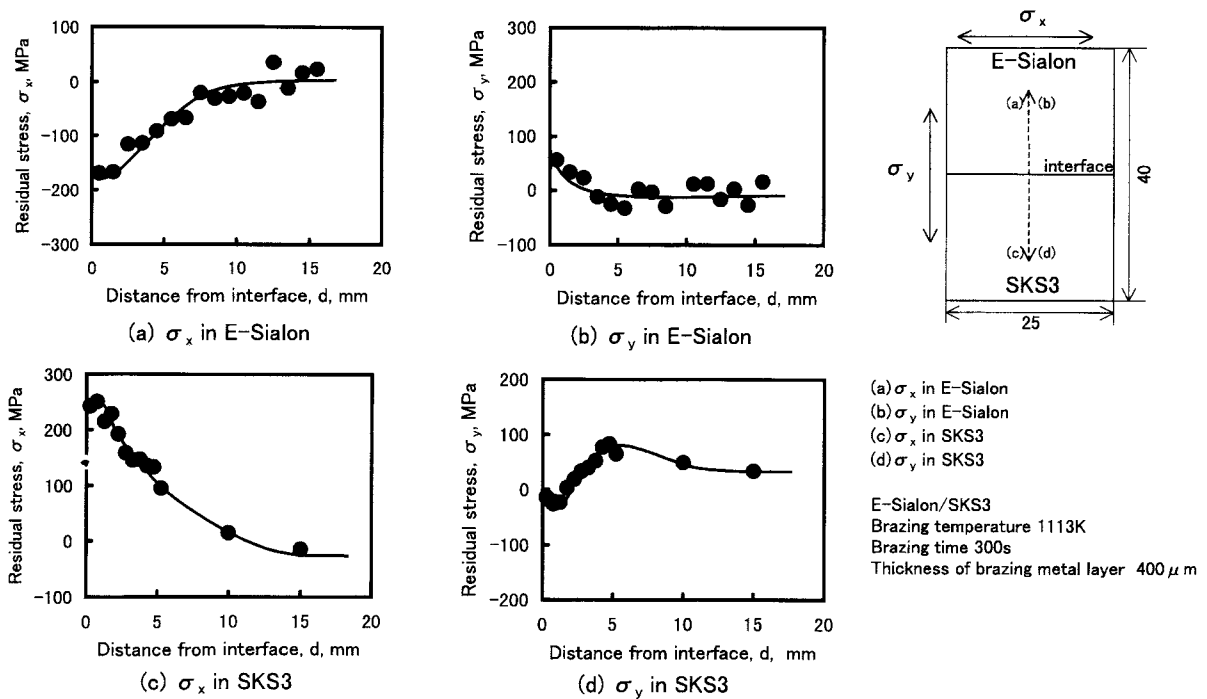 100
0
-100
-200
-300
0 5 10 15 20
Residual stress, σx, MPa
Distance from interface, d, mm
(a) σx in E-Sialon
300
200
100
0
-100
0 5 10 15 20
Residual stress, σy, MPa
Distance from interface, d, mm
(b) σy in E-Sialon
σx
E-Sialon
(a) (b)
interface
σy
40
(c) (d)
SKS3
25
300
200
100
0
-100
0 5 10 15 20
Residual stress, σx, MPa
Distance from interface, d, mm
(c) σx in SKS3
200
100
0
-100
-200
0 5 10 15 20
Residual stress, σy, MPa
Distance from interface, d, mm
(d) σy in SKS3
(a) σx in E-Sialon
(b) σy in E-Sialon
(c) σx in SKS3
(d) σy in SKS3
E-Sialon/SKS3
Brazing temperature 1113K
Brazing time 300s
Thickness of brazing metal layer 400 μm